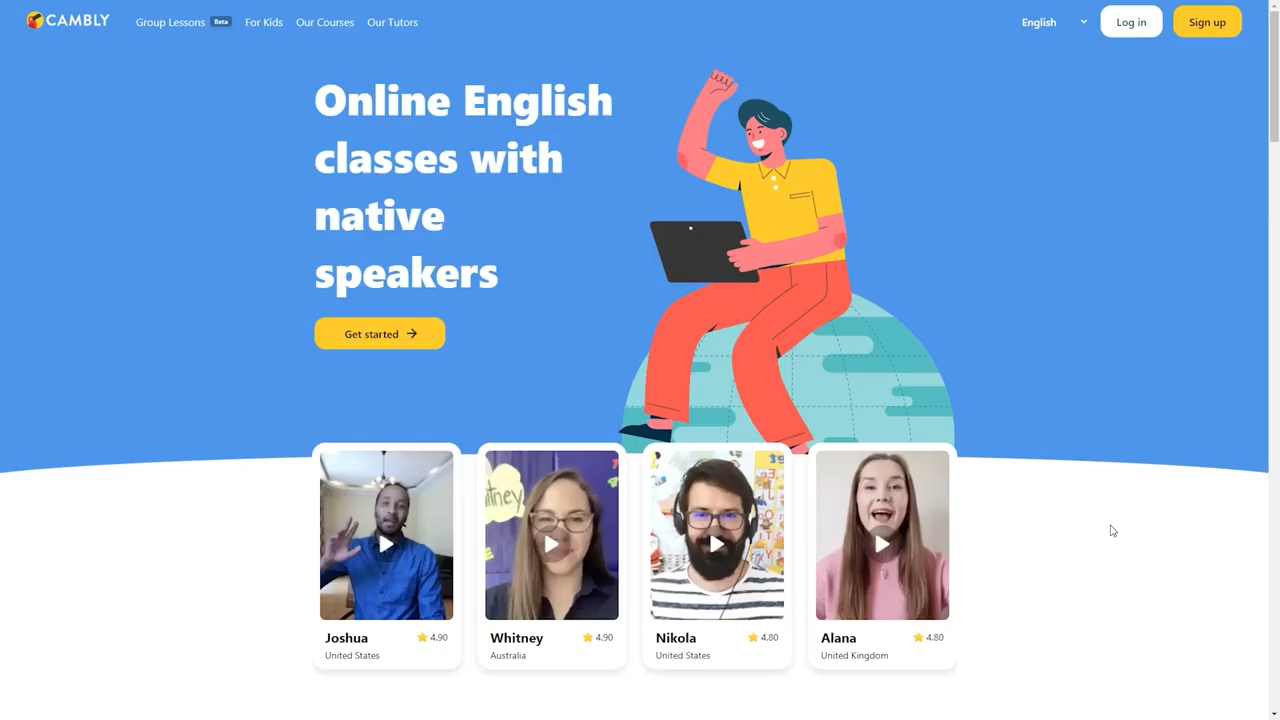 CAMBLY Group Lessons Beta For Kids Our Courses Our Tutors English Log in Sign up
Online English
classes with
native
speakers
Get started
Joshua 4.90
United States
Whitney 4.90
Australia
Nikola 4.80
United States
Alana 4.80
United Kingdom